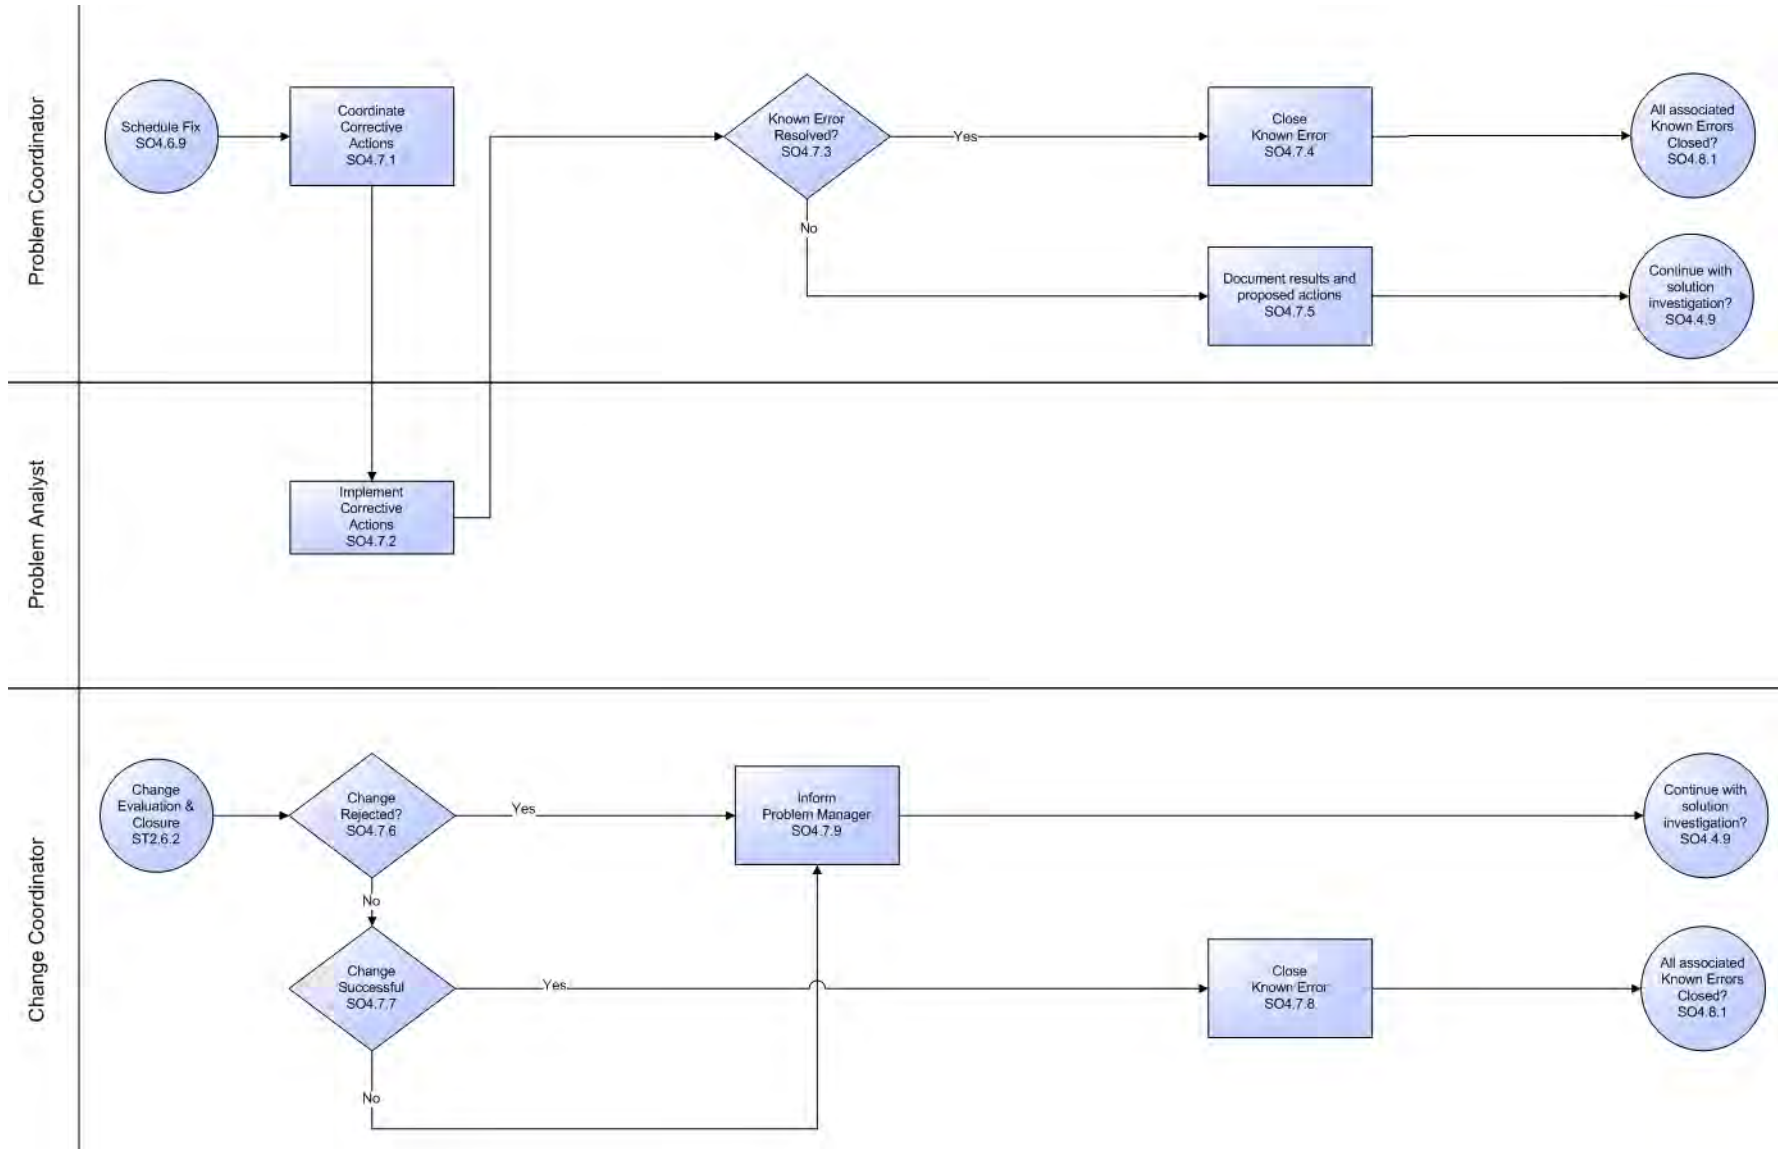 Problem Coordinator
Schedule Fix
SO4.6.9
Coordinate
Corrective
Actions
SO4.7.1
Known Error
Resolved?
SO4.7.3
Yes
Close
Known Error
SO4.7.4
All associated
Known Errors
Closed?
SO4.8.1
No
Document results and
proposed actions
SO4.7.5
Continue with
solution
investigation?
SO4.4.9
Problem Analyst
Implement
Corrective
Actions
SO4.7.2
Change Coordinator
Change
Evaluation &
Closure
ST2.6.2
Change
Rejected?
SO4.7.6
Yes
Inform
Problem Manager
SO4.7.9
Continue with
solution
investigation?
SO4.4.9
No
Change
Successful
SO4.7.7
Yes
Close
Known Error
SO4.7.8
All associated
Known Errors
Closed?
SO4.8.1
No